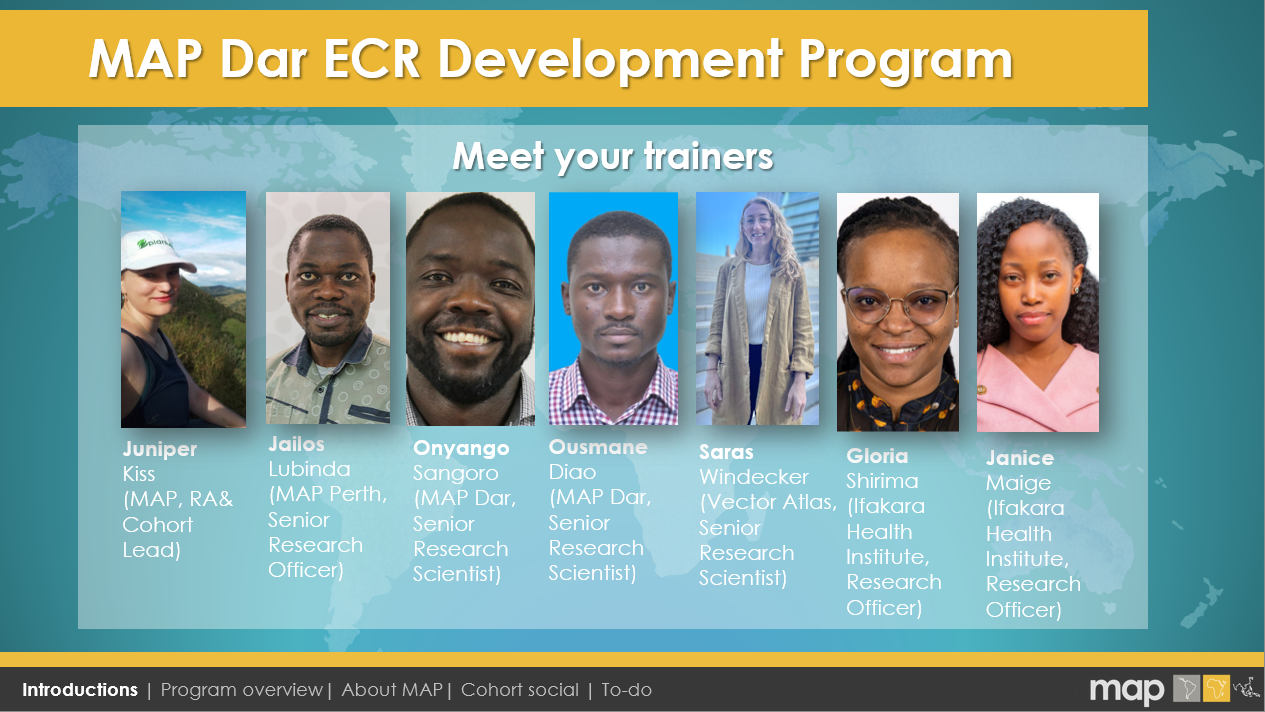 MAP Dar ECR Development Program
Meet your trainers
Juniper
Kiss
(MAP, RA&
Cohort
Lead)
Jailos
Lubinda
(MAP Perth,
Senior
Research
Officer)
Onyango
Sangoro
(MAP Dar,
Senior
Research
Scientist)
Ousmane
Diao
(MAP Dar,
Senior
Research
Scientist)
Saras
Windecker
(Vector Atlas,
Senior
Research
Scientist)
Gloria
Shirima
(Ifakara
Health
Institute,
Research
Officer)
Janice
Maige
(Ifakara
Health
Institute,
Research
Officer)
Introductions | Program overview| About MAP| Cohort social | To-do
map